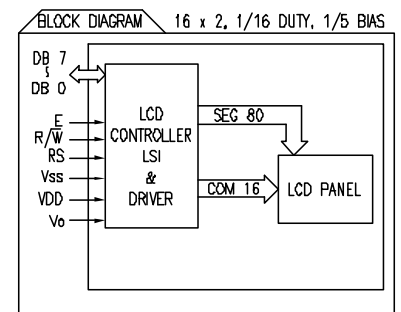 BLOCK DIAGRAM 16 x 2, 1/16 DUTY, 1/5 BIAS
DB 7
DB 0
E
R/W̅
RS
Vss
VDD
Vo
LCD
CONTROLLER
LSI
&
DRIVER
SEG 80
COM 16
LCD PANEL